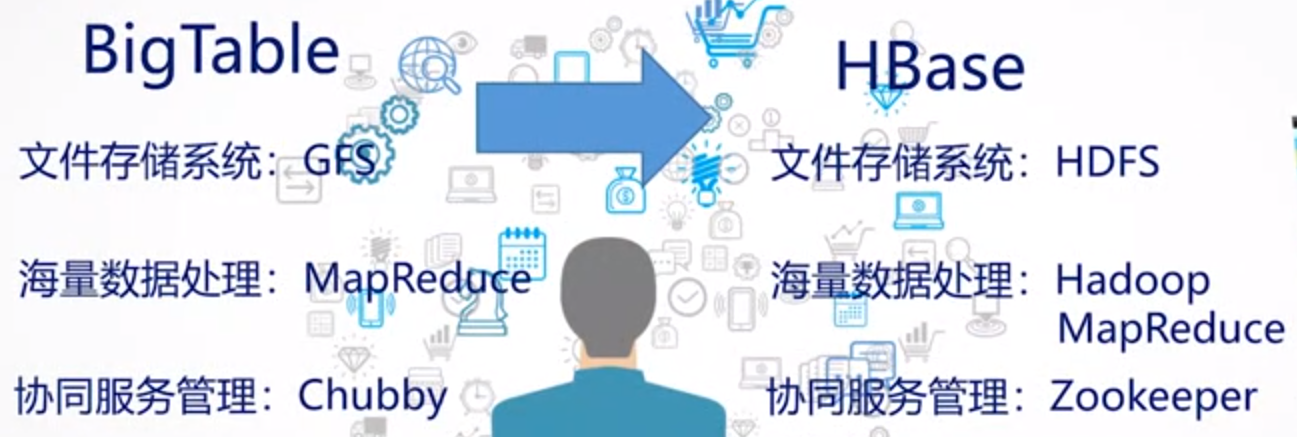 BigTable
文件存储系统：GFS
海量数据处理：MapReduce
协同服务管理：Chubby
HBase
文件存储系统：HDFS
海量数据处理：Hadoop
MapReduce
协同服务管理：Zookeeper